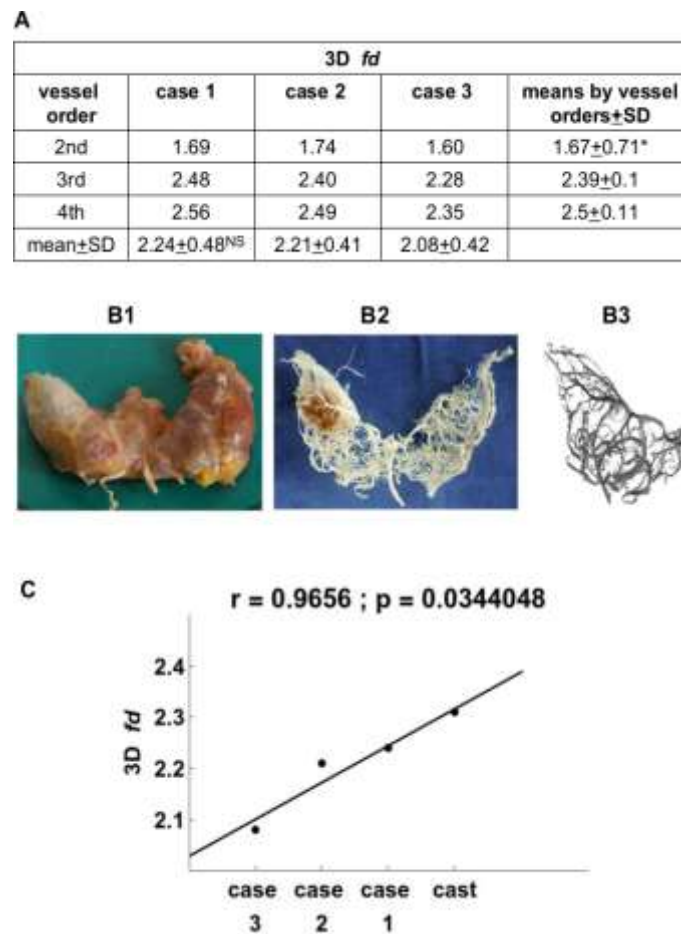 A
3D fd
vessel order case 1 case 2 case 3 means by vessel orders±SD
2nd 1.69 1.74 1.60 1.67±0.71*
3rd 2.48 2.40 2.28 2.39±0.1
4th 2.56 2.49 2.35 2.5±0.11
mean±SD 2.24±0.48NS 2.21±0.41 2.08±0.42
B1 B2 B3
C
r = 0.9656 ; p = 0.0344048
3D fd
2.4
2.3
2.2
2.1
case case case cast
3 2 1